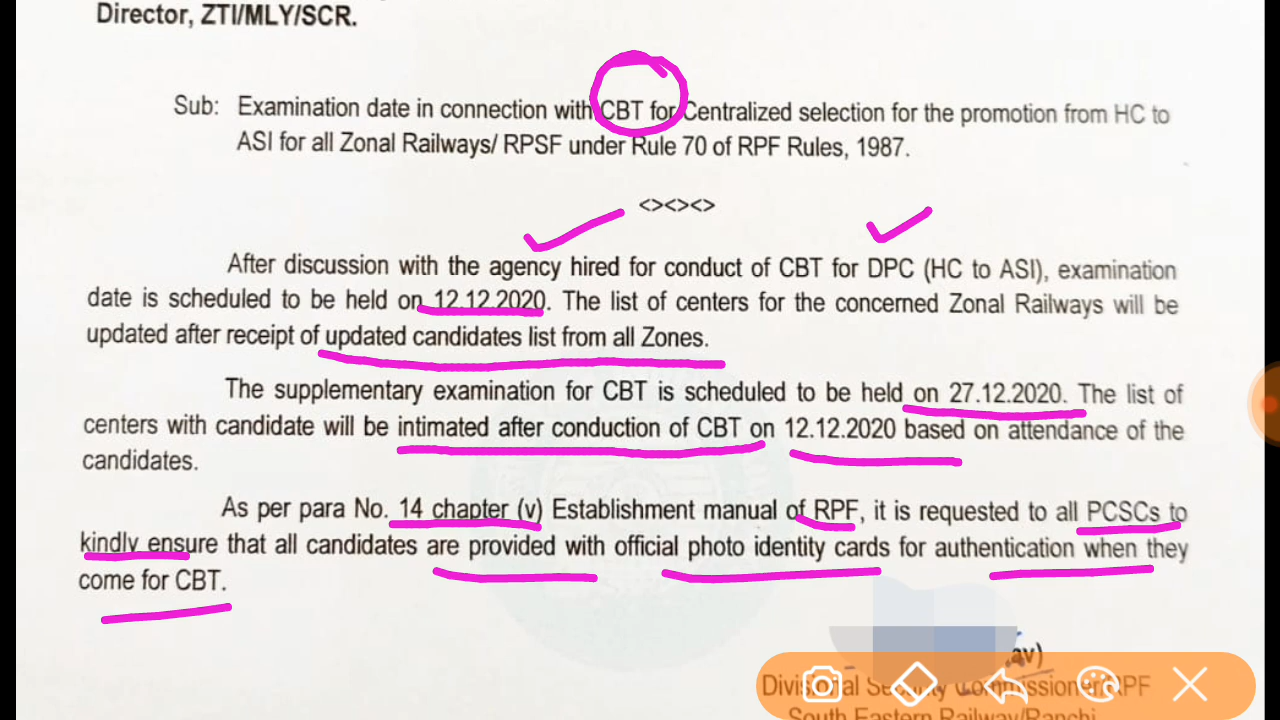 Director, ZTI/MLY/SCR.
Sub: Examination date in connection with CBT for Centralized selection for the promotion from HC to
ASI for all Zonal Railways/ RPSF under Rule 70 of RPF Rules, 1987.
<><><>
After discussion with the agency hired for conduct of CBT for DPC (HC to ASI), examination
date is scheduled to be held on 12.12.2020. The list of centers for the concerned Zonal Railways will be
updated after receipt of updated candidates list from all Zones.
The supplementary examination for CBT is scheduled to be held on 27.12.2020. The list of
centers with candidate will be intimated after conduction of CBT on 12.12.2020 based on attendance of the
candidates.
As per para No. 14 chapter (v) Establishment manual of RPF, it is requested to all PCSCs to
kindly ensure that all candidates are provided with official photo identity cards for authentication when they
come for CBT.
Divisional Security Commissioner/RPF
South Eastern Railway/Ranchi